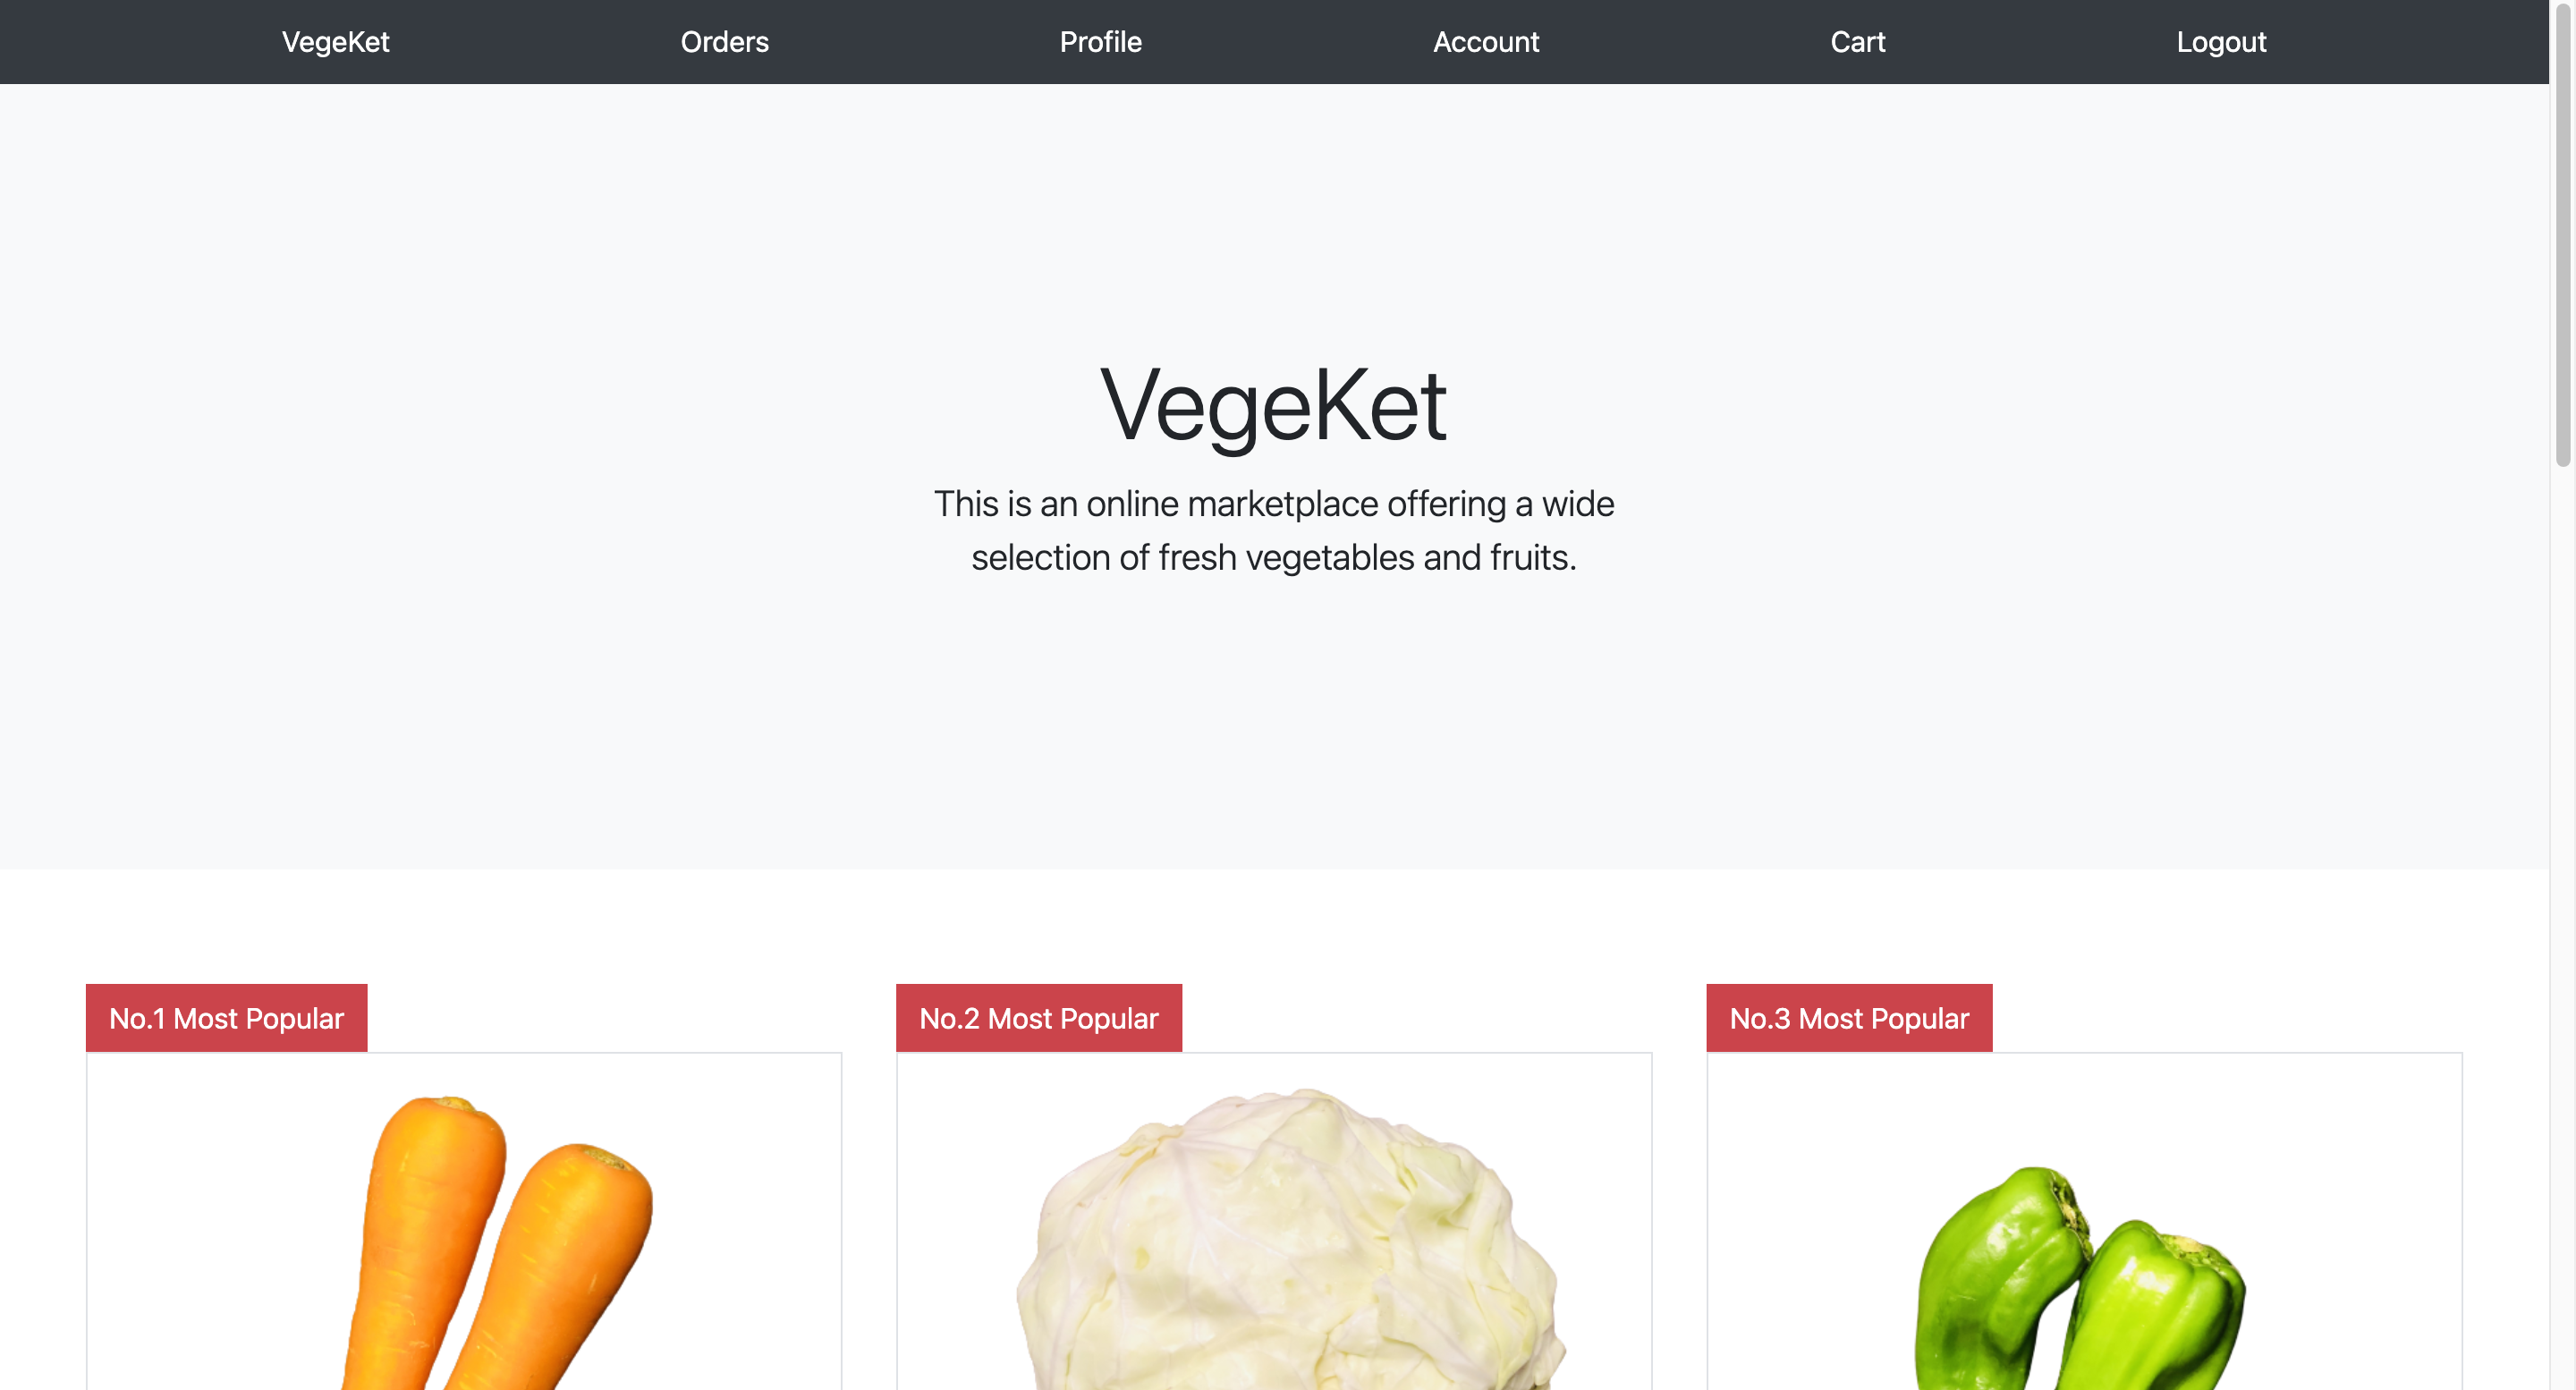 VegeKet Orders Profile Account Cart Logout
VegeKet
This is an online marketplace offering a wide
selection of fresh vegetables and fruits.
No.1 Most Popular
No.2 Most Popular
No.3 Most Popular